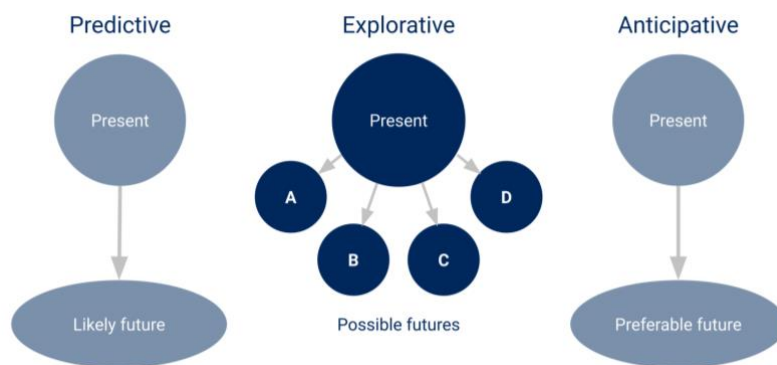 Predictive
Explorative
Anticipative
Present
Present
Present
A
D
B
C
Likely future
Possible futures
Preferable future